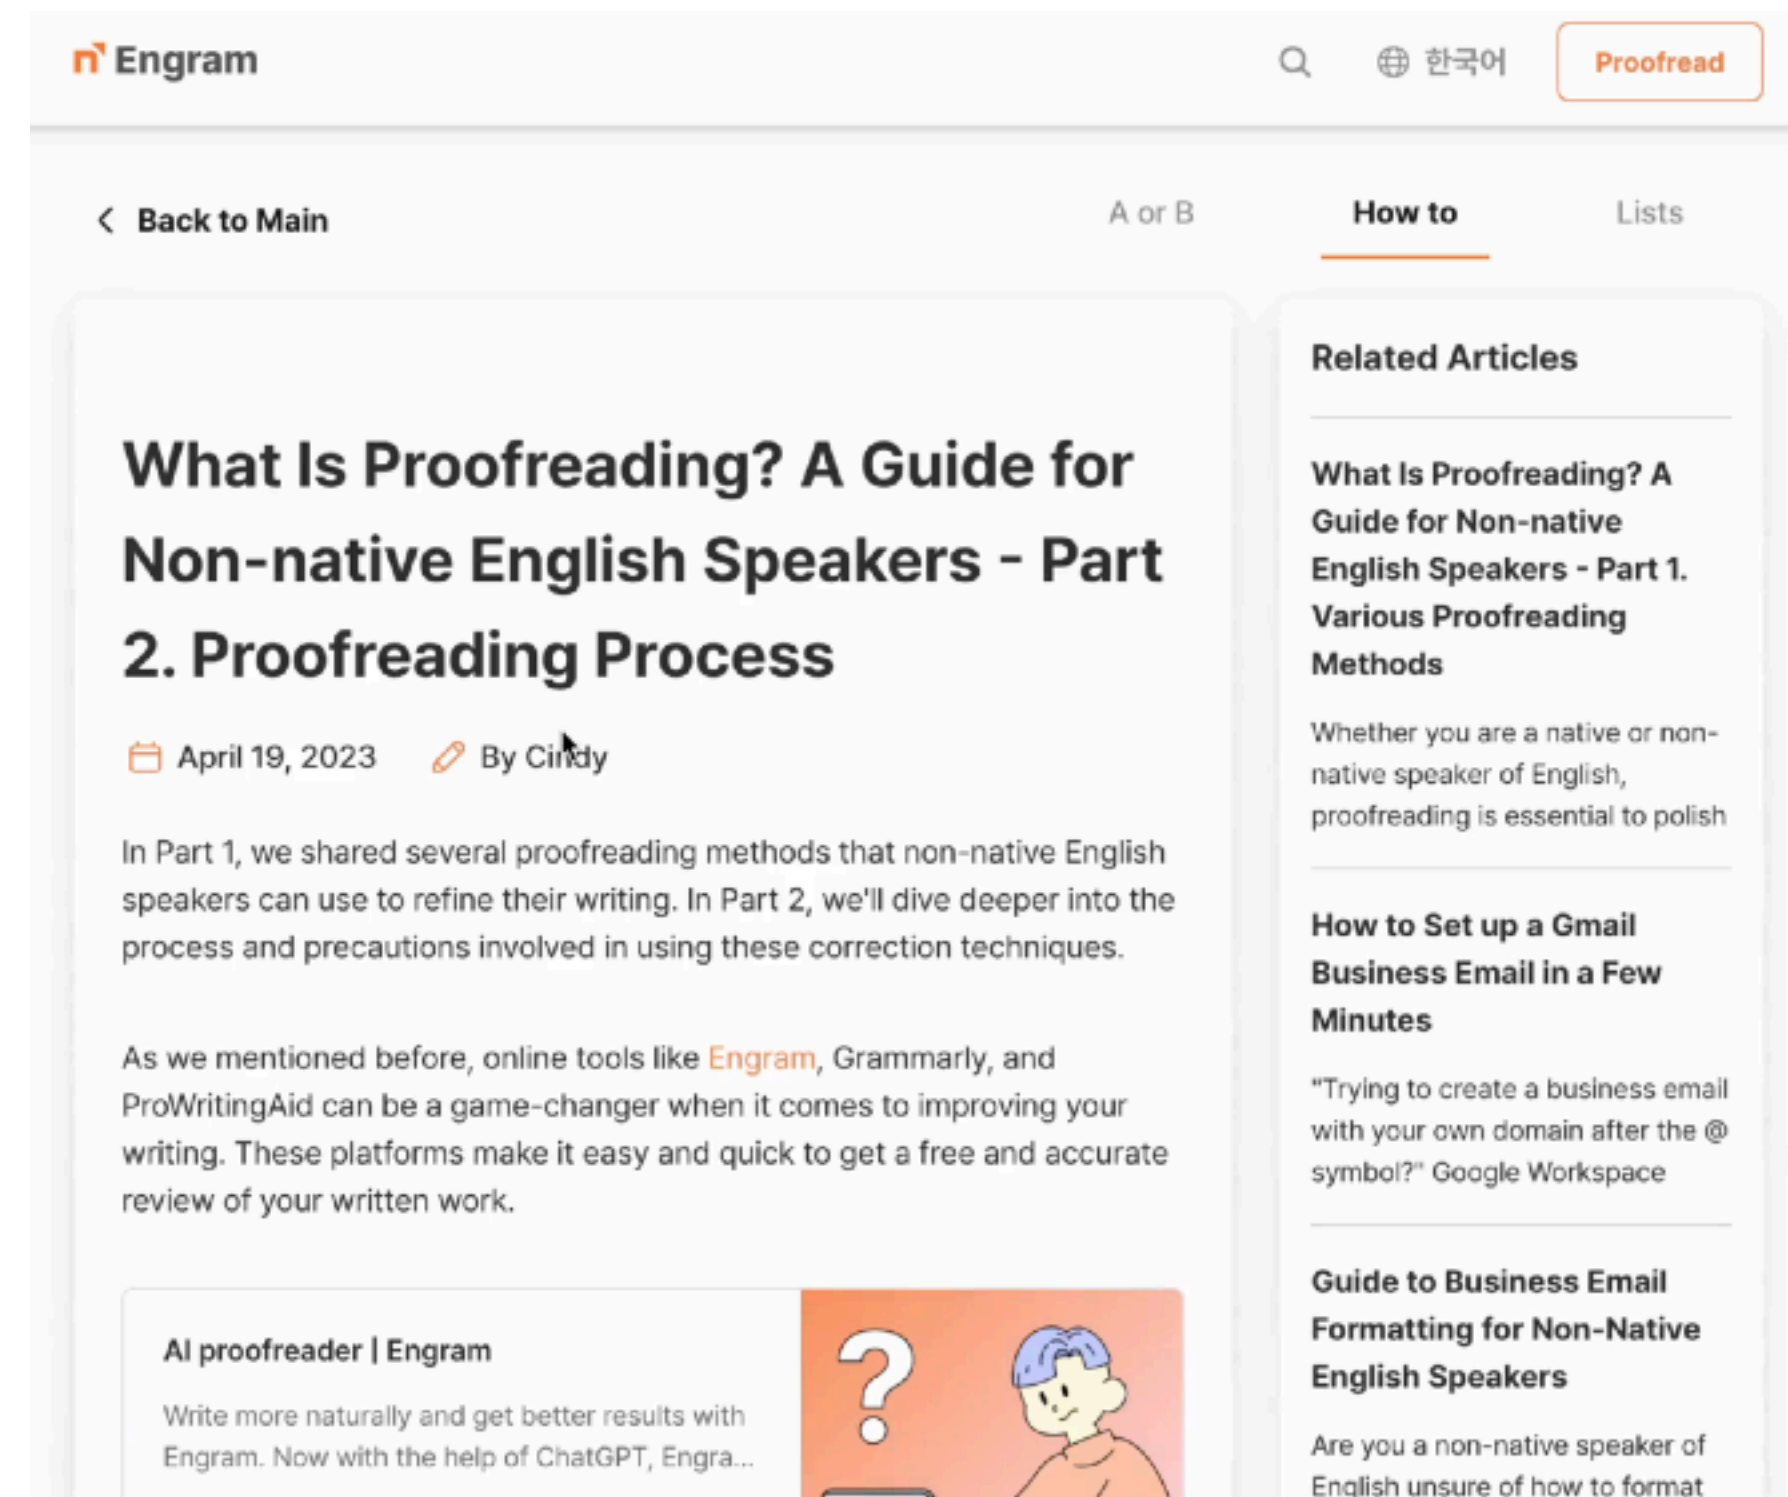 Engram
한국어
Proofread
Back to Main
A or B
How to
Lists
What Is Proofreading? A Guide for
Non-native English Speakers - Part
2. Proofreading Process
April 19, 2023
By Cindy
In Part 1, we shared several proofreading methods that non-native English
speakers can use to refine their writing. In Part 2, we'll dive deeper into the
process and precautions involved in using these correction techniques.
As we mentioned before, online tools like Engram, Grammarly, and
ProWritingAid can be a game-changer when it comes to improving your
writing. These platforms make it easy and quick to get a free and accurate
review of your written work.
AI proofreader | Engram
Write more naturally and get better results with
Engram. Now with the help of ChatGPT, Engra...
?
Related Articles
What Is Proofreading? A
Guide for Non-native
English Speakers - Part 1.
Various Proofreading
Methods
Whether you are a native or non-
native speaker of English,
proofreading is essential to polish
How to Set up a Gmail
Business Email in a Few
Minutes
"Trying to create a business email
with your own domain after the @
symbol?" Google Workspace
Guide to Business Email
Formatting for Non-Native
English Speakers
Are you a non-native speaker of
English unsure of how to format